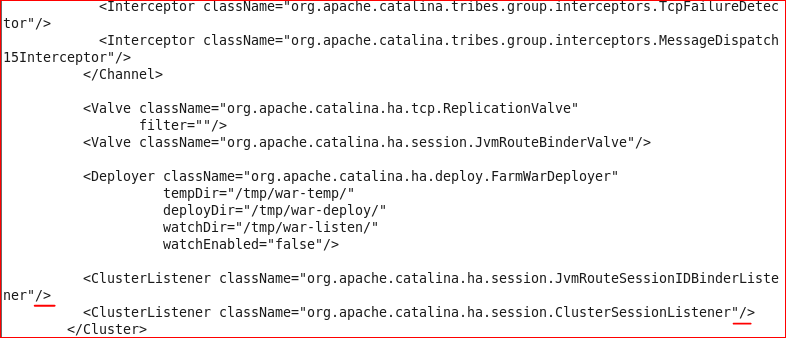 <Interceptor className="org.apache.catalina.tribes.group.interceptors.TcpFailureDetec
tor"/>
            <Interceptor className="org.apache.catalina.tribes.group.interceptors.MessageDispatch
15Interceptor"/>
          </Channel>

          <Valve className="org.apache.catalina.ha.tcp.ReplicationValve"
                 filter=""/>
          <Valve className="org.apache.catalina.ha.session.JvmRouteBinderValve"/>

          <Deployer className="org.apache.catalina.ha.deploy.FarmWarDeployer"
                    tempDir="/tmp/war-temp/"
                    deployDir="/tmp/war-deploy/"
                    watchDir="/tmp/war-listen/"
                    watchEnabled="false"/>

          <ClusterListener className="org.apache.catalina.ha.session.JvmRouteSessionIDBinderListe
ner"/>
          <ClusterListener className="org.apache.catalina.ha.session.ClusterSessionListener"/>
        </Cluster>